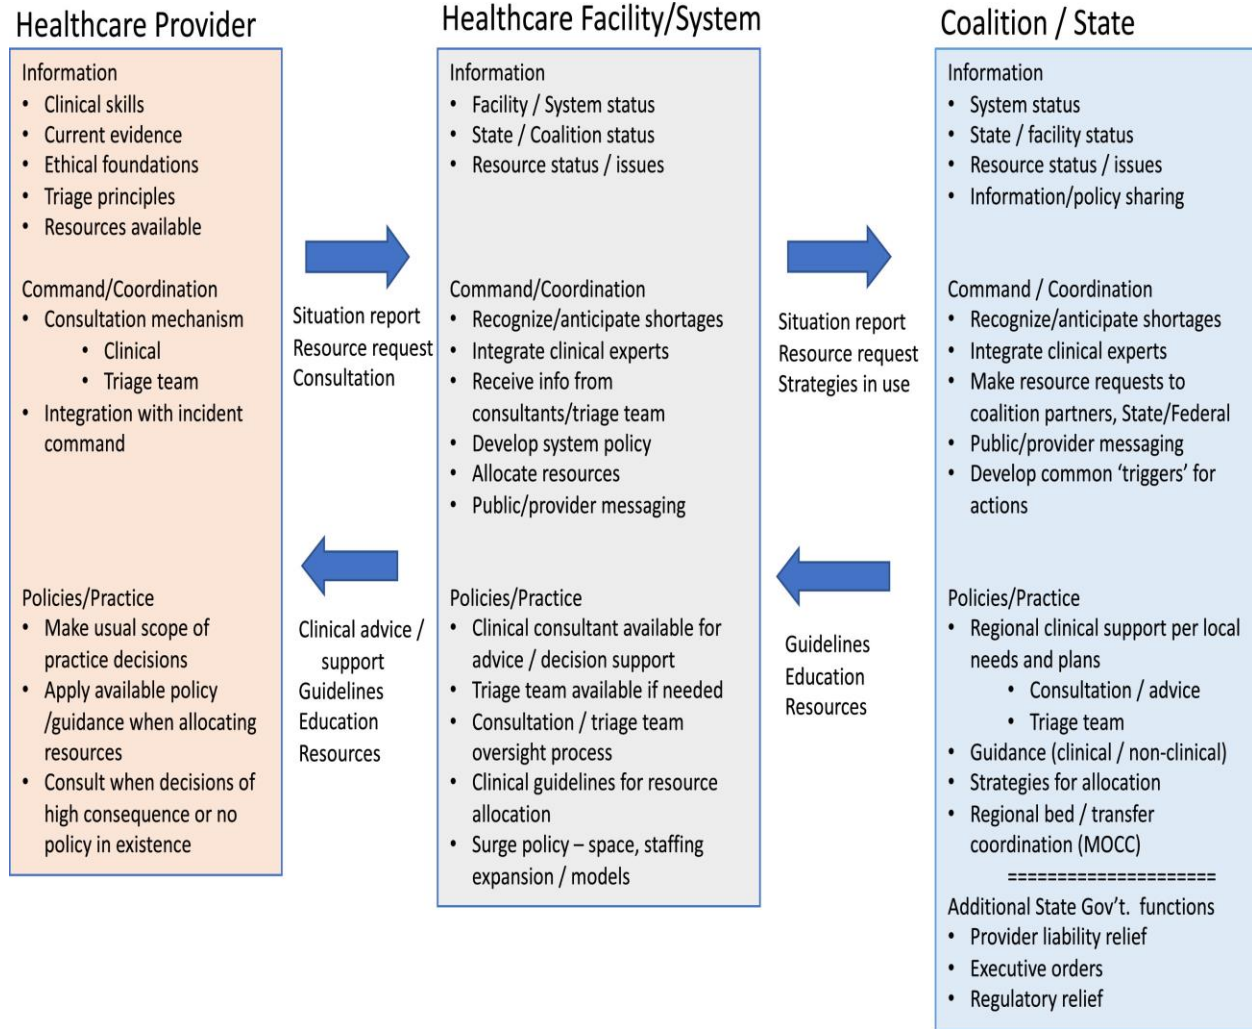 Healthcare Provider
Information
• Clinical skills
• Current evidence
• Ethical foundations
• Triage principles
• Resources available
Command/Coordination
• Consultation mechanism
• Clinical
• Triage team
• Integration with incident
command
Policies/Practice
• Make usual scope of
practice decisions
• Apply available policy
/guidance when allocating
resources
• Consult when decisions of
high consequence or no
policy in existence
Situation report
Resource request
Consultation
Clinical advice /
support
Guidelines
Education
Resources
Healthcare Facility/System
Information
• Facility / System status
• State / Coalition status
• Resource status / issues
Command/Coordination
• Recognize/anticipate shortages
• Integrate clinical experts
• Receive info from
consultants/triage team
• Develop system policy
• Allocate resources
• Public/provider messaging
Policies/Practice
• Clinical consultant available for
advice / decision support
• Triage team available if needed
• Consultation / triage team
oversight process
• Clinical guidelines for resource
allocation
• Surge policy – space, staffing
expansion / models
Situation report
Resource request
Strategies in use
Guidelines
Education
Resources
Coalition / State
Information
• System status
• State / facility status
• Resource status / issues
• Information/policy sharing
Command / Coordination
• Recognize/anticipate shortages
• Integrate clinical experts
• Make resource requests to
coalition partners, State/Federal
• Public/provider messaging
• Develop common ‘triggers’ for
actions
Policies/Practice
• Regional clinical support per local
needs and plans
• Consultation / advice
• Triage team
• Guidance (clinical / non-clinical)
• Strategies for allocation
• Regional bed / transfer
coordination (MOCC)
=====================
Additional State Gov’t. functions
• Provider liability relief
• Executive orders
• Regulatory relief